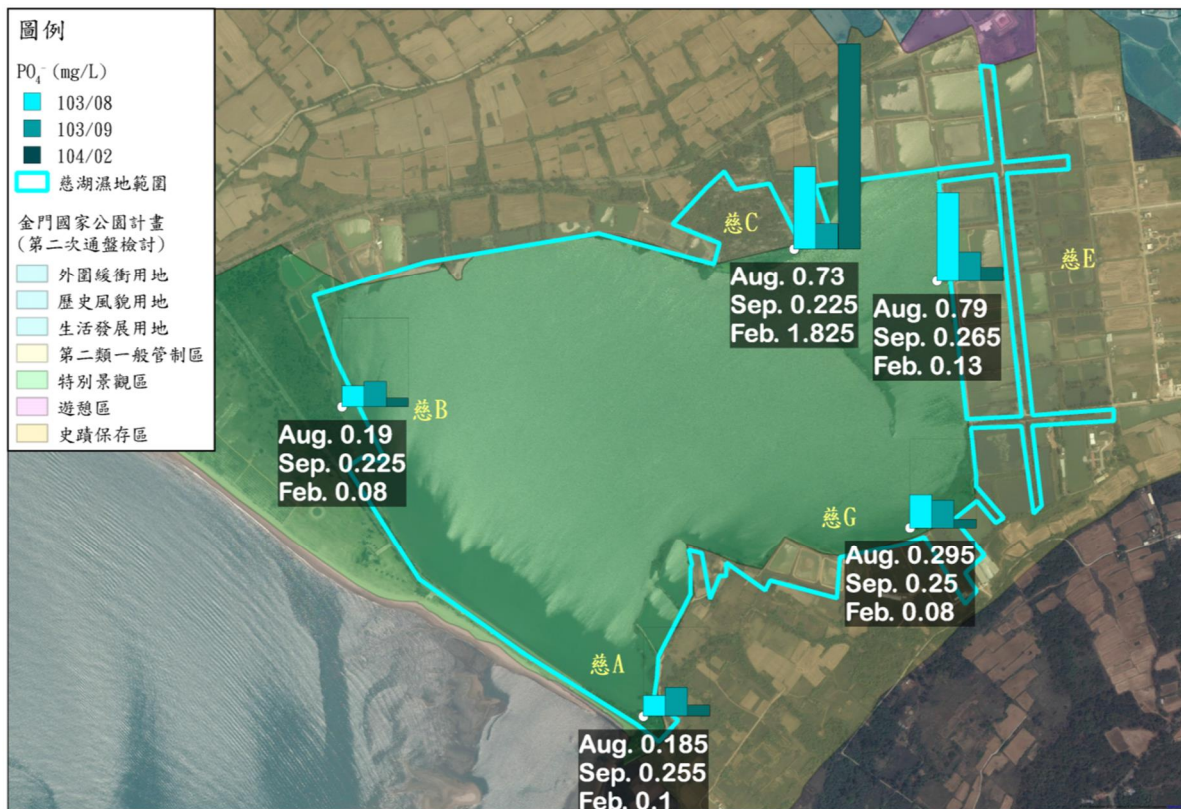 圖例
PO₄⁻ (mg/L)
103/08
103/09
104/02
慈湖濕地範圍
金門國家公園計畫
(第二次通盤檢討)
外圍緩衝用地
歷史風貌用地
生活發展用地
第二類一般管制區
特別景觀區
遊憩區
史蹟保存區
慈C
Aug. 0.73
Sep. 0.225
Feb. 1.825
慈E
Aug. 0.79
Sep. 0.265
Feb. 0.13
慈B
Aug. 0.19
Sep. 0.225
Feb. 0.08
慈G
Aug. 0.295
Sep. 0.25
Feb. 0.08
慈A
Aug. 0.185
Sep. 0.255
Feb. 0.1